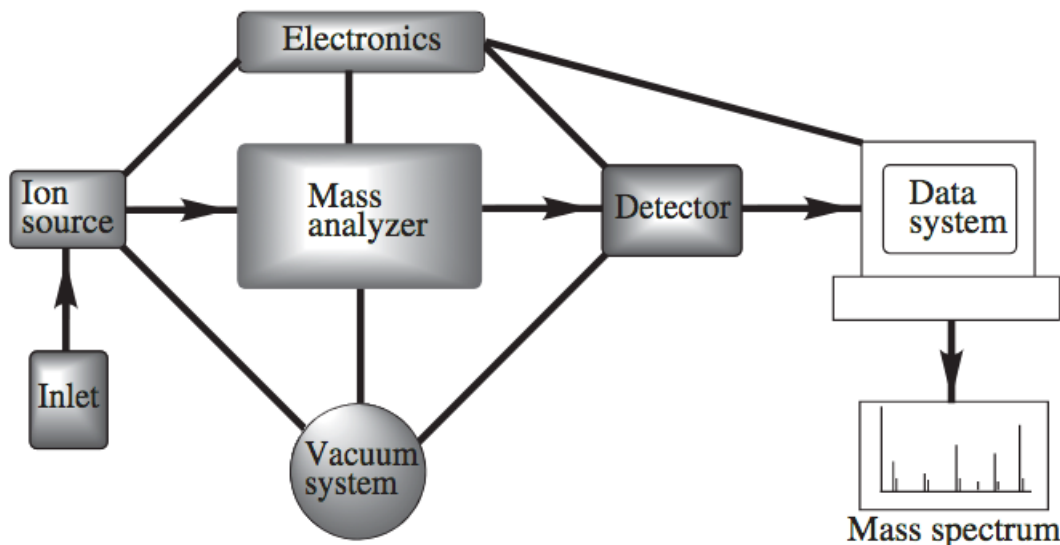 Electronics
Ion
source
Mass
analyzer
Detector
Data
system
Inlet
Vacuum
system
Mass spectrum